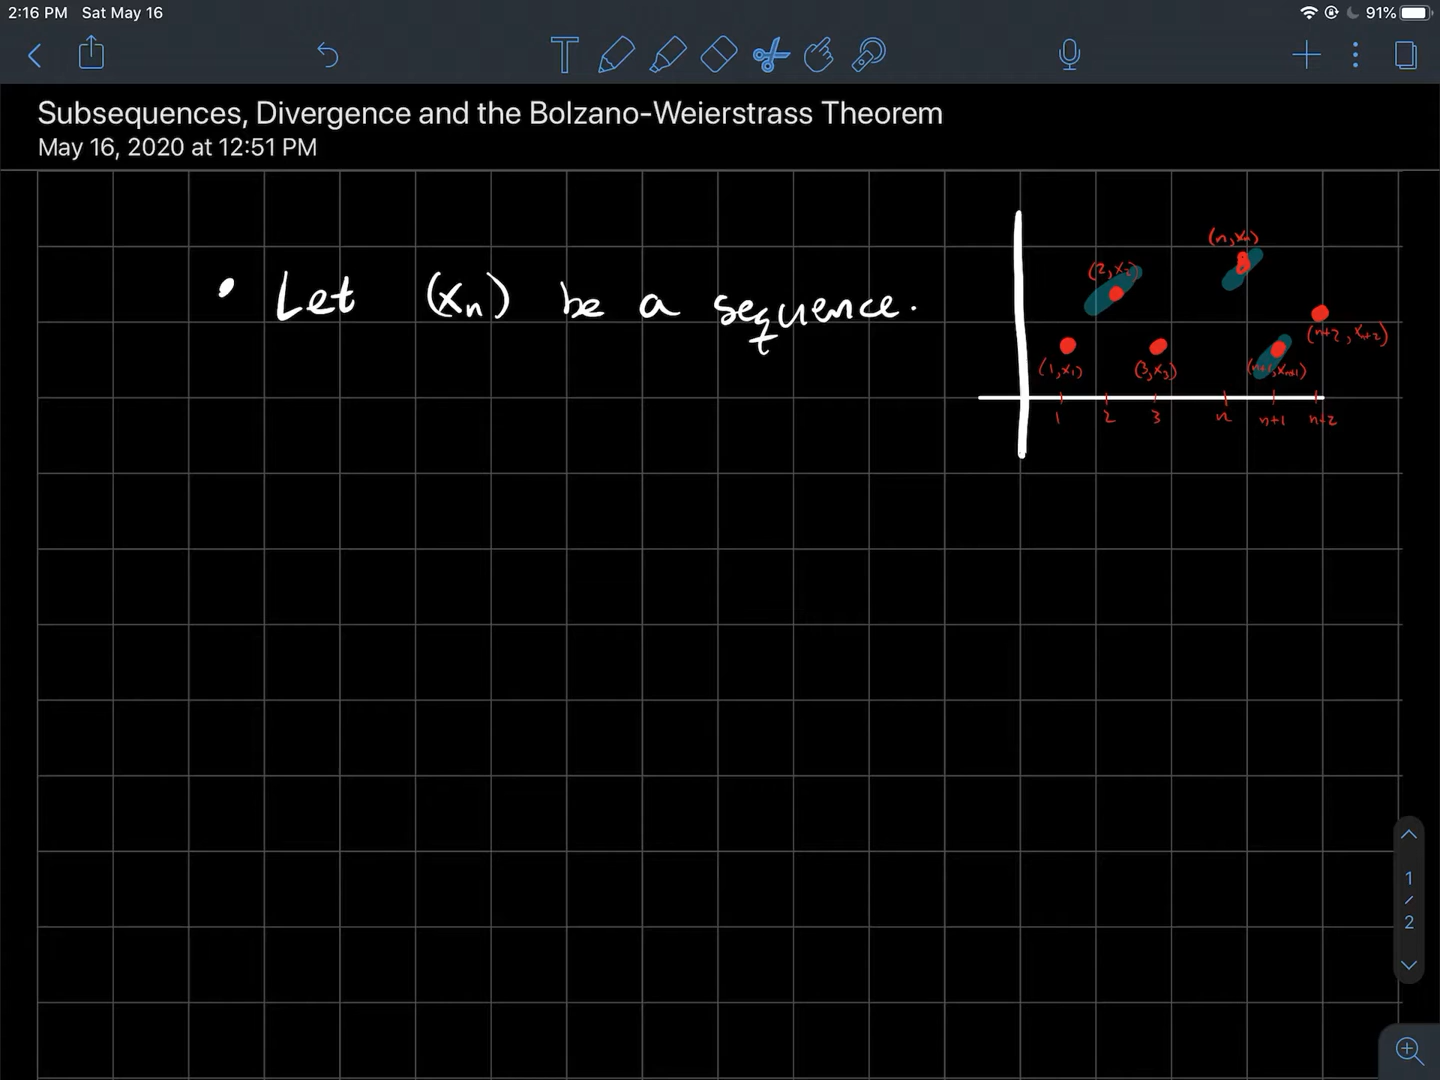 2:16 PM Sat May 16
91%
Subsequences, Divergence and the Bolzano-Weierstrass Theorem
May 16, 2020 at 12:51 PM
• Let (xₙ) be a sequence.
(n, xₙ)
(2, x₂)
(n+2, xₙ₊₂)
(1, x₁) (3, x₃) (n+1, xₙ₊₁)
1 2 3 n n+1 n+2
1
/
2